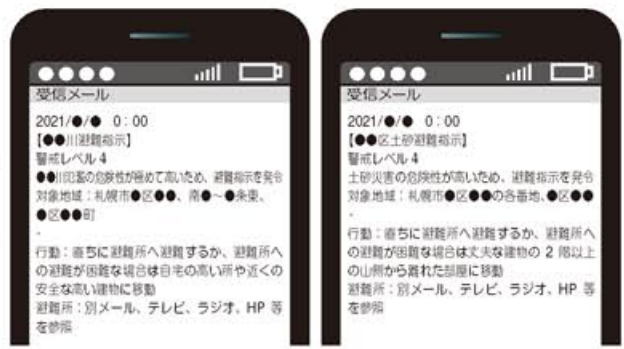 受信メール
2021/●/● 0:00
【●●川避難指示】
警戒レベル 4
●●川氾濫の危険性が極めて高いため、避難指示を発令
対象地域：札幌市●区●●、南●～●条東、
●区●●町
.
行動：直ちに避難所へ避難するか、避難所へ
の避難が困難な場合は自宅の高い所や近くの
安全な高い建物に移動
避難所：別メール、テレビ、ラジオ、HP 等
を参照
受信メール
2021/●/● 0:00
【●●区土砂避難指示】
警戒レベル 4
土砂災害の危険性が高いため、避難指示を発令
対象地域：札幌市●区●●の各番地、●区●●
.
行動：直ちに避難所へ避難するか、避難所へ
の避難が困難な場合は丈夫な建物の 2 階以上
の山側から離れた部屋に移動
避難所：別メール、テレビ、ラジオ、HP 等
を参照